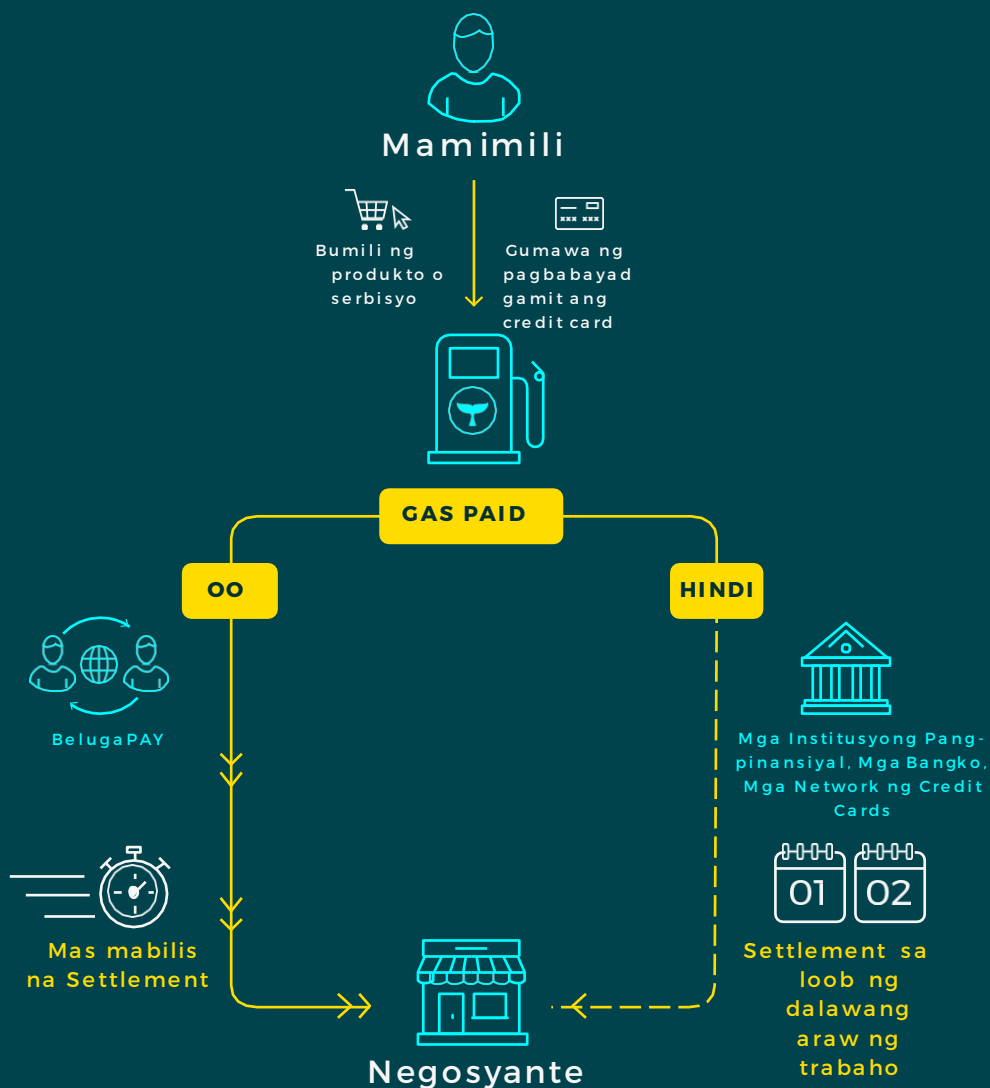 Mamimili
Bumili ng
produkto o
serbisyo
Gumawa ng
pagbabayad
gamit ang
credit card
xxx xxx
GAS PAID
OO
HINDI
BelugaPAY
Mga Institusyong Pang-
pinansiyal, Mga Bangko,
Mga Network ng Credit
Cards
01
02
Mas mabilis
na Settlement
Settlement sa
loob ng
dalawang
araw ng
trabaho
Negosyante